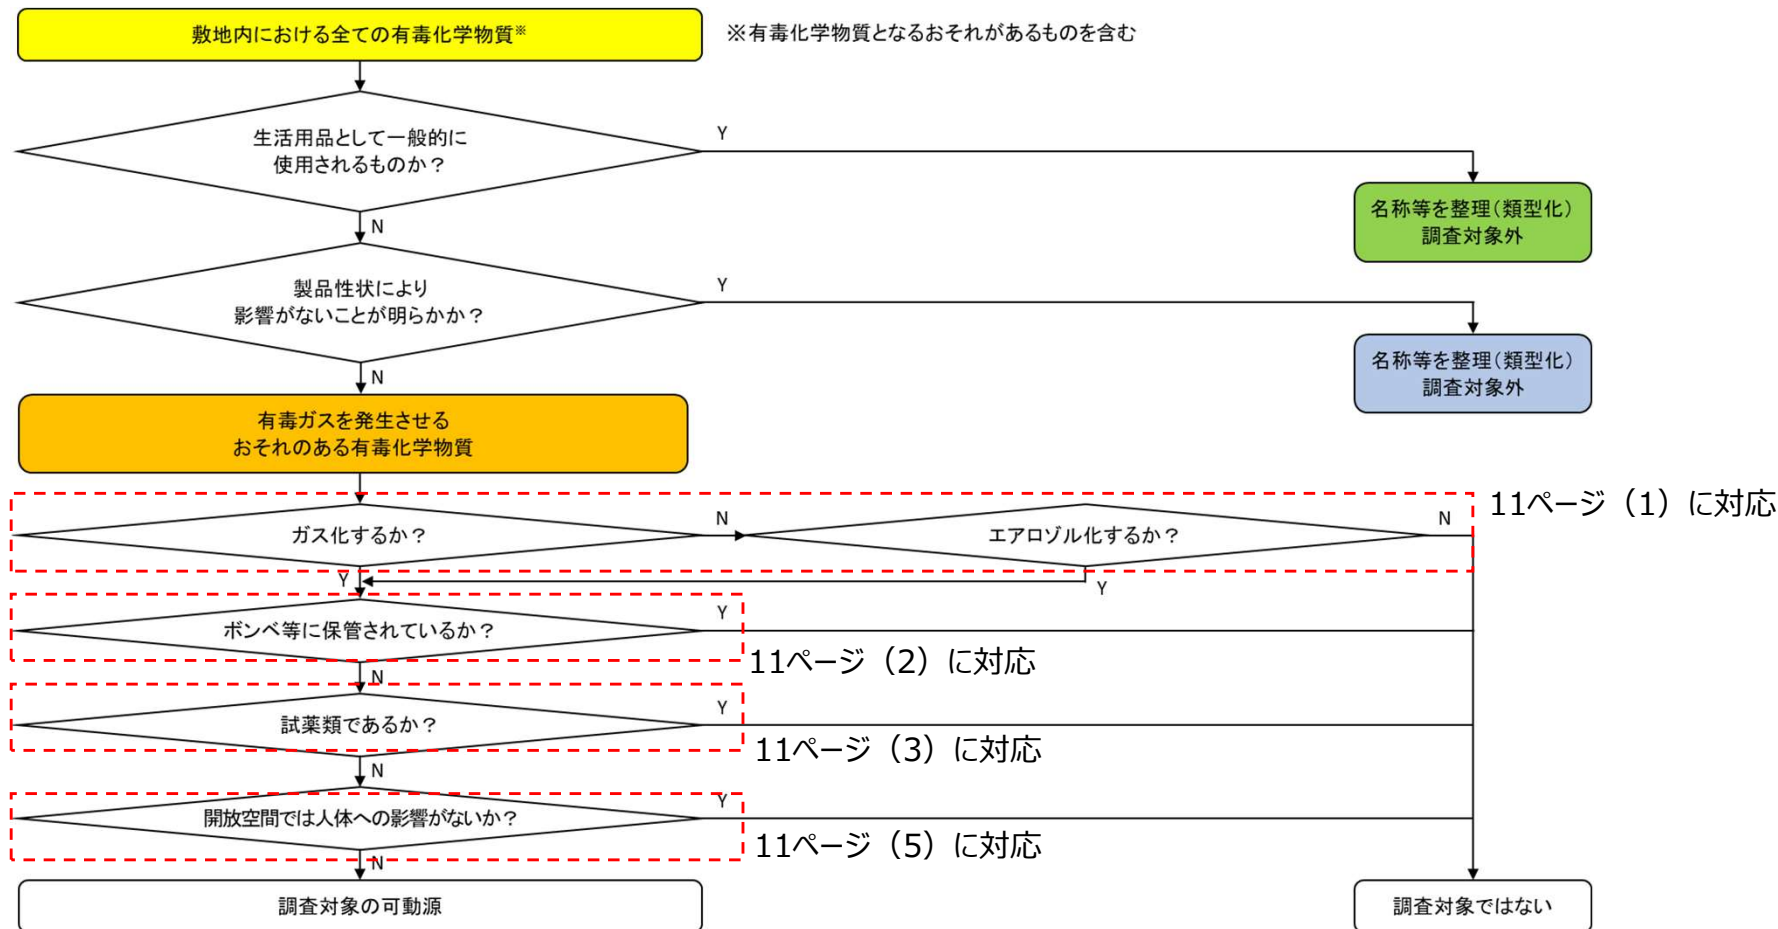 敷地内における全ての有毒化学物質※
※有毒化学物質となるおそれがあるものを含む
生活用品として一般的に
使用されるものか？
Y
N
名称等を整理（類型化）
調査対象外
製品性状により
影響がないことが明らかか？
Y
N
名称等を整理（類型化）
調査対象外
有毒ガスを発生させる
おそれのある有毒化学物質
11ページ（1）に対応
ガス化するか？
N
エアロゾル化するか？
N
Y
Y
ボンベ等に保管されているか？
Y
11ページ（2）に対応
N
試薬類であるか？
Y
11ページ（3）に対応
N
開放空間では人体への影響がないか？
Y
11ページ（5）に対応
N
調査対象の可動源
調査対象ではない